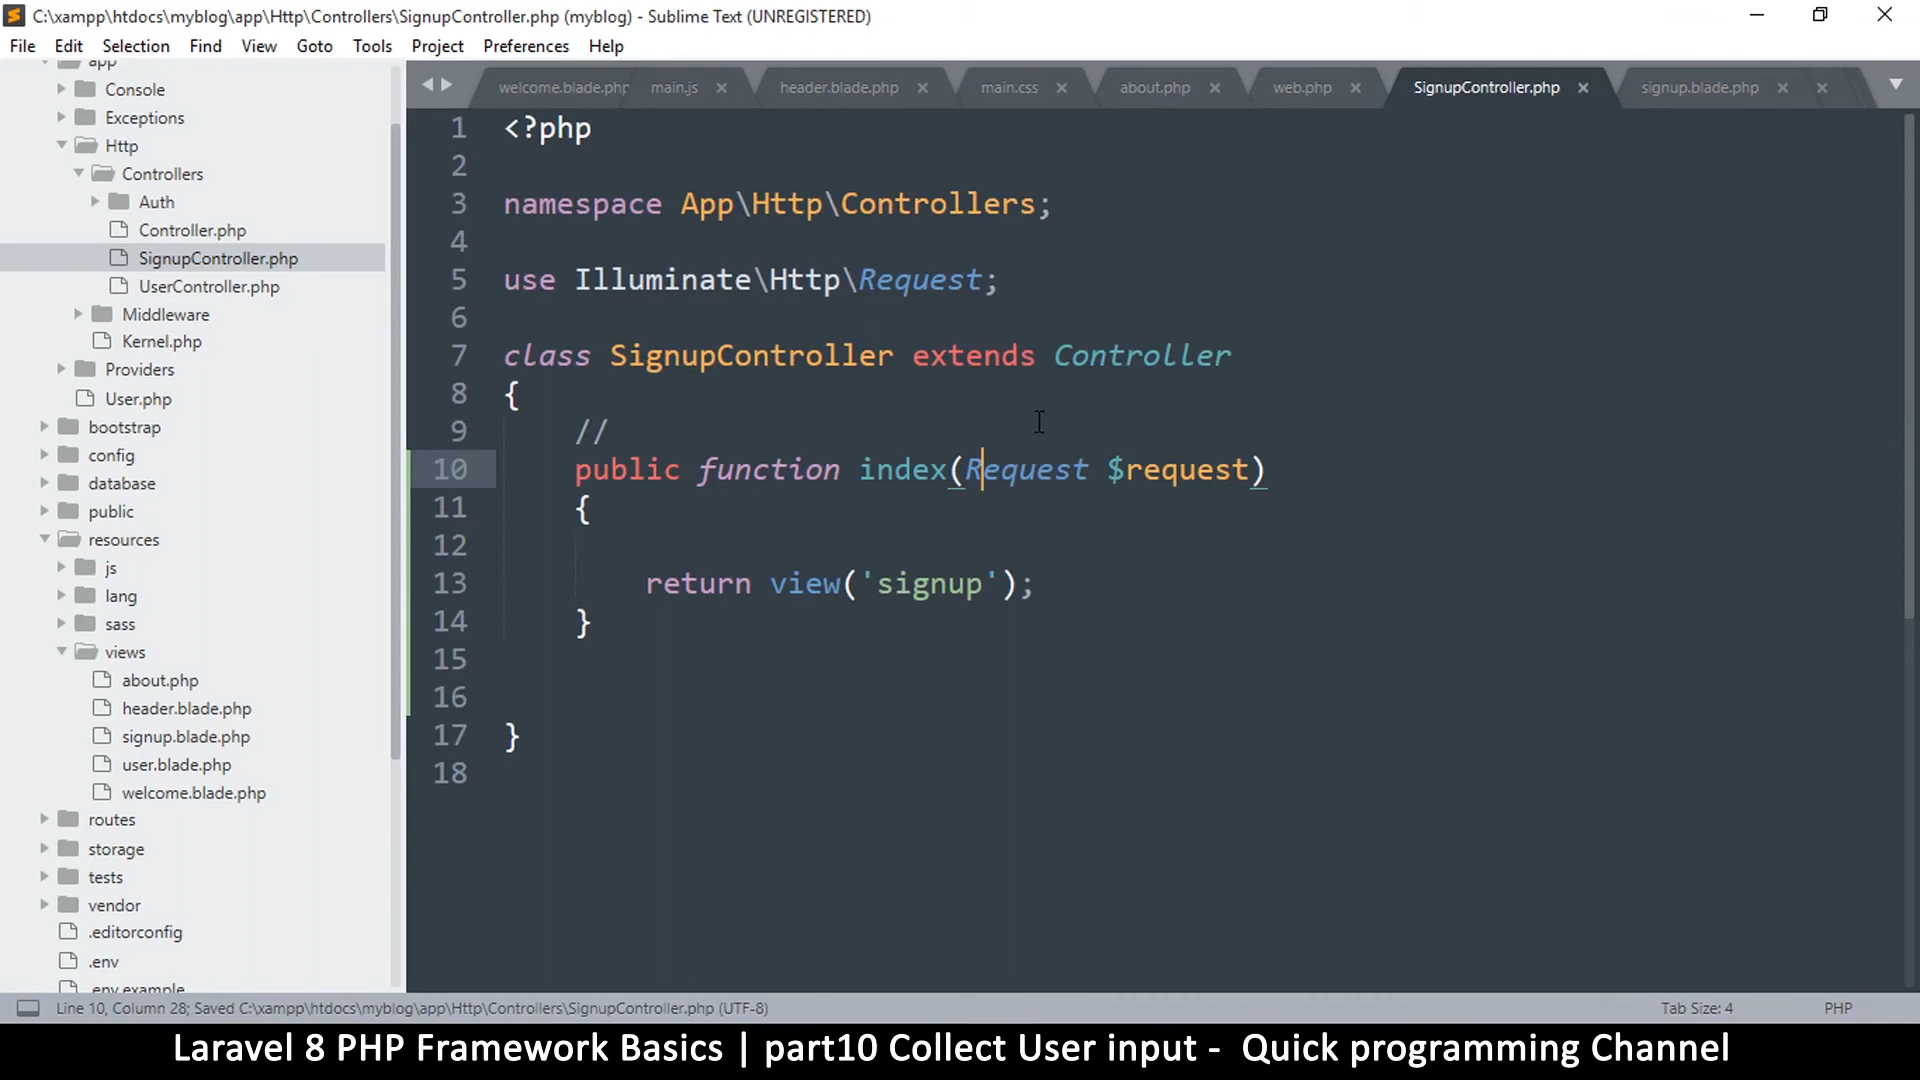 C:\xampp\htdocs\myblog\app\Http\Controllers\SignupController.php (myblog) - Sublime Text (UNREGISTERED)
File Edit Selection Find View Goto Tools Project Preferences Help
app
Console
Exceptions
Http
Controllers
Auth
Controller.php
SignupController.php
UserController.php
Middleware
Kernel.php
Providers
User.php
bootstrap
config
database
public
resources
js
lang
sass
views
about.php
header.blade.php
signup.blade.php
user.blade.php
welcome.blade.php
routes
storage
tests
vendor
.editorconfig
.env
.env.example
welcome.blade.php main.js header.blade.php main.css about.php web.php SignupController.php signup.blade.php
1 <?php
2
3 namespace App\Http\Controllers;
4
5 use Illuminate\Http\Request;
6
7 class SignupController extends Controller
8 {
9 //
10 public function index(Request $request)
11 {
12
13 return view('signup');
14 }
15
16
17 }
18
Line 10, Column 28; Saved C:\xampp\htdocs\myblog\app\Http\Controllers\SignupController.php (UTF-8) Tab Size: 4 PHP
Laravel 8 PHP Framework Basics | part10 Collect User input - Quick programming Channel